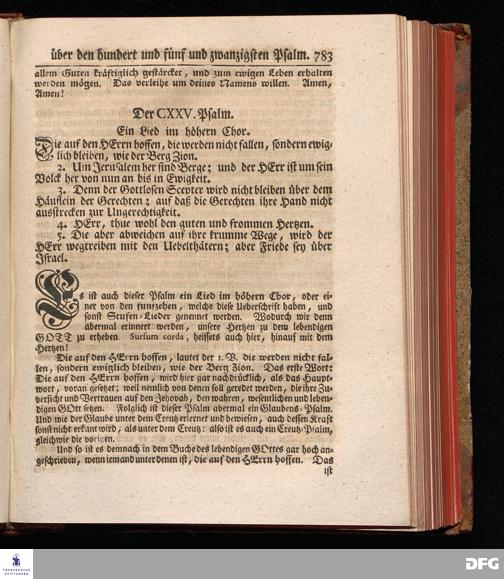 über den hundert und fünf und zwanzigsten Psalm. 783
allem Guten kräftiglich gestärcket, und zum ewigen Leben erhalten
werden mögen. Das verleihe um deines Namens willen. Amen,
Amen!
Der CXXV. Psalm.
Ein Lied im höhern Chor.
Die auf den HErrn hoffen, die werden nicht fallen, sondern ewig-
lich bleiben, wie der Berg Zion.
2. Um Jerusalem her sind Berge; und der HErr ist um sein
Volck her von nun an bis in Ewigkeit.
3. Denn der Gottlosen Scepter wird nicht bleiben über dem
Häuflein der Gerechten; auf daß die Gerechten ihre Hand nicht
ausstrecken zur Ungerechtigkeit.
4. HErr, thue wohl den guten und frommen Hertzen.
5. Die aber abweichen auf ihre krumme Wege, wird der
HErr wegtreiben mit den Uebelthätern; aber Friede sey über
Israel.
Es ist auch dieser Psalm ein Lied im höhern Chor, oder ei-
ner von den funfzehen, welche diese Ueberschrift haben, und
sonst Stufen-Lieder genennet werden. Wodurch wir denn
abermal erinnert werden, unsere Hertzen zu dem lebendigen
GOTT zu erheben. Sursum corda, heissets auch hier, hinauf mit dem
Hertzen!
Die auf den HErrn hoffen, lautet der 1. V. die werden nicht fal-
len, sondern ewiglich bleiben, wie der Berg Zion. Das erste Wort:
Die auf den HErrn hoffen, wird hier gar nachdrücklich, als das Haupt-
wort, voran gesetzet; weil nemlich von denen soll geredet werden, die ihre Zu-
versicht und Vertrauen auf den Jehovah, den wahren, wesentlichen und leben-
digen GOtt setzen. Folglich ist dieser Psalm abermal ein Glaubens-Psalm.
Und wie der Glaube unter dem Creutz erlernet und bewiesen, auch dessen Kraft
sonst nicht erkant wird, als unter dem Creutz: also ist es auch ein Creutz-Psalm,
gleichwie die vorigen.
Und so ist es demnach in dem Buche des lebendigen GOttes gar hoch an-
geschrieben, wenn iemand unter denen ist, die auf den HErrn hoffen. Das
ist
FRANCKESCHE
STIFTUNGEN
DFG